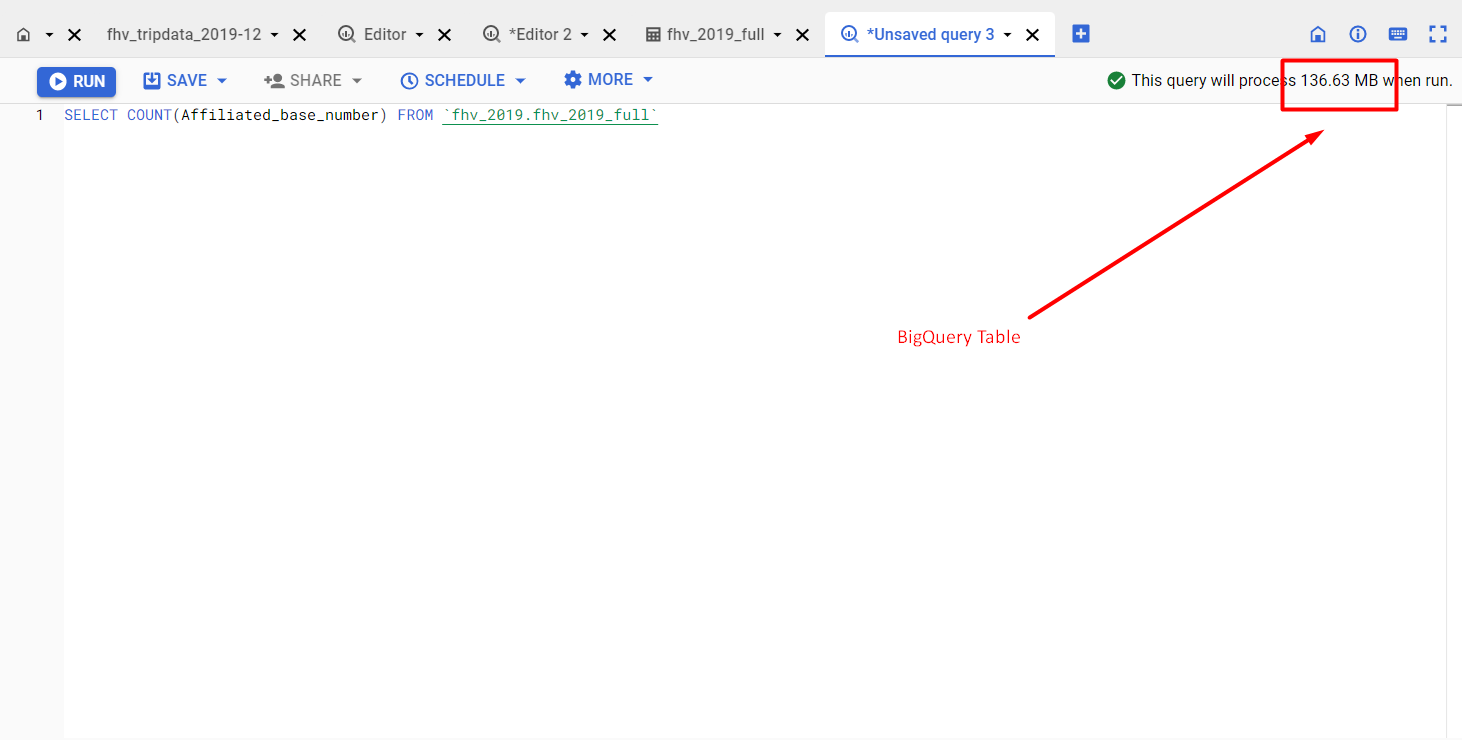 fhv_tripdata_2019-12 Editor *Editor 2 fhv_2019_full *Unsaved query 3
RUN SAVE SHARE SCHEDULE MORE This query will process 136.63 MB when run.
1 SELECT COUNT(Affiliated_base_number) FROM `fhv_2019.fhv_2019_full`
BigQuery Table